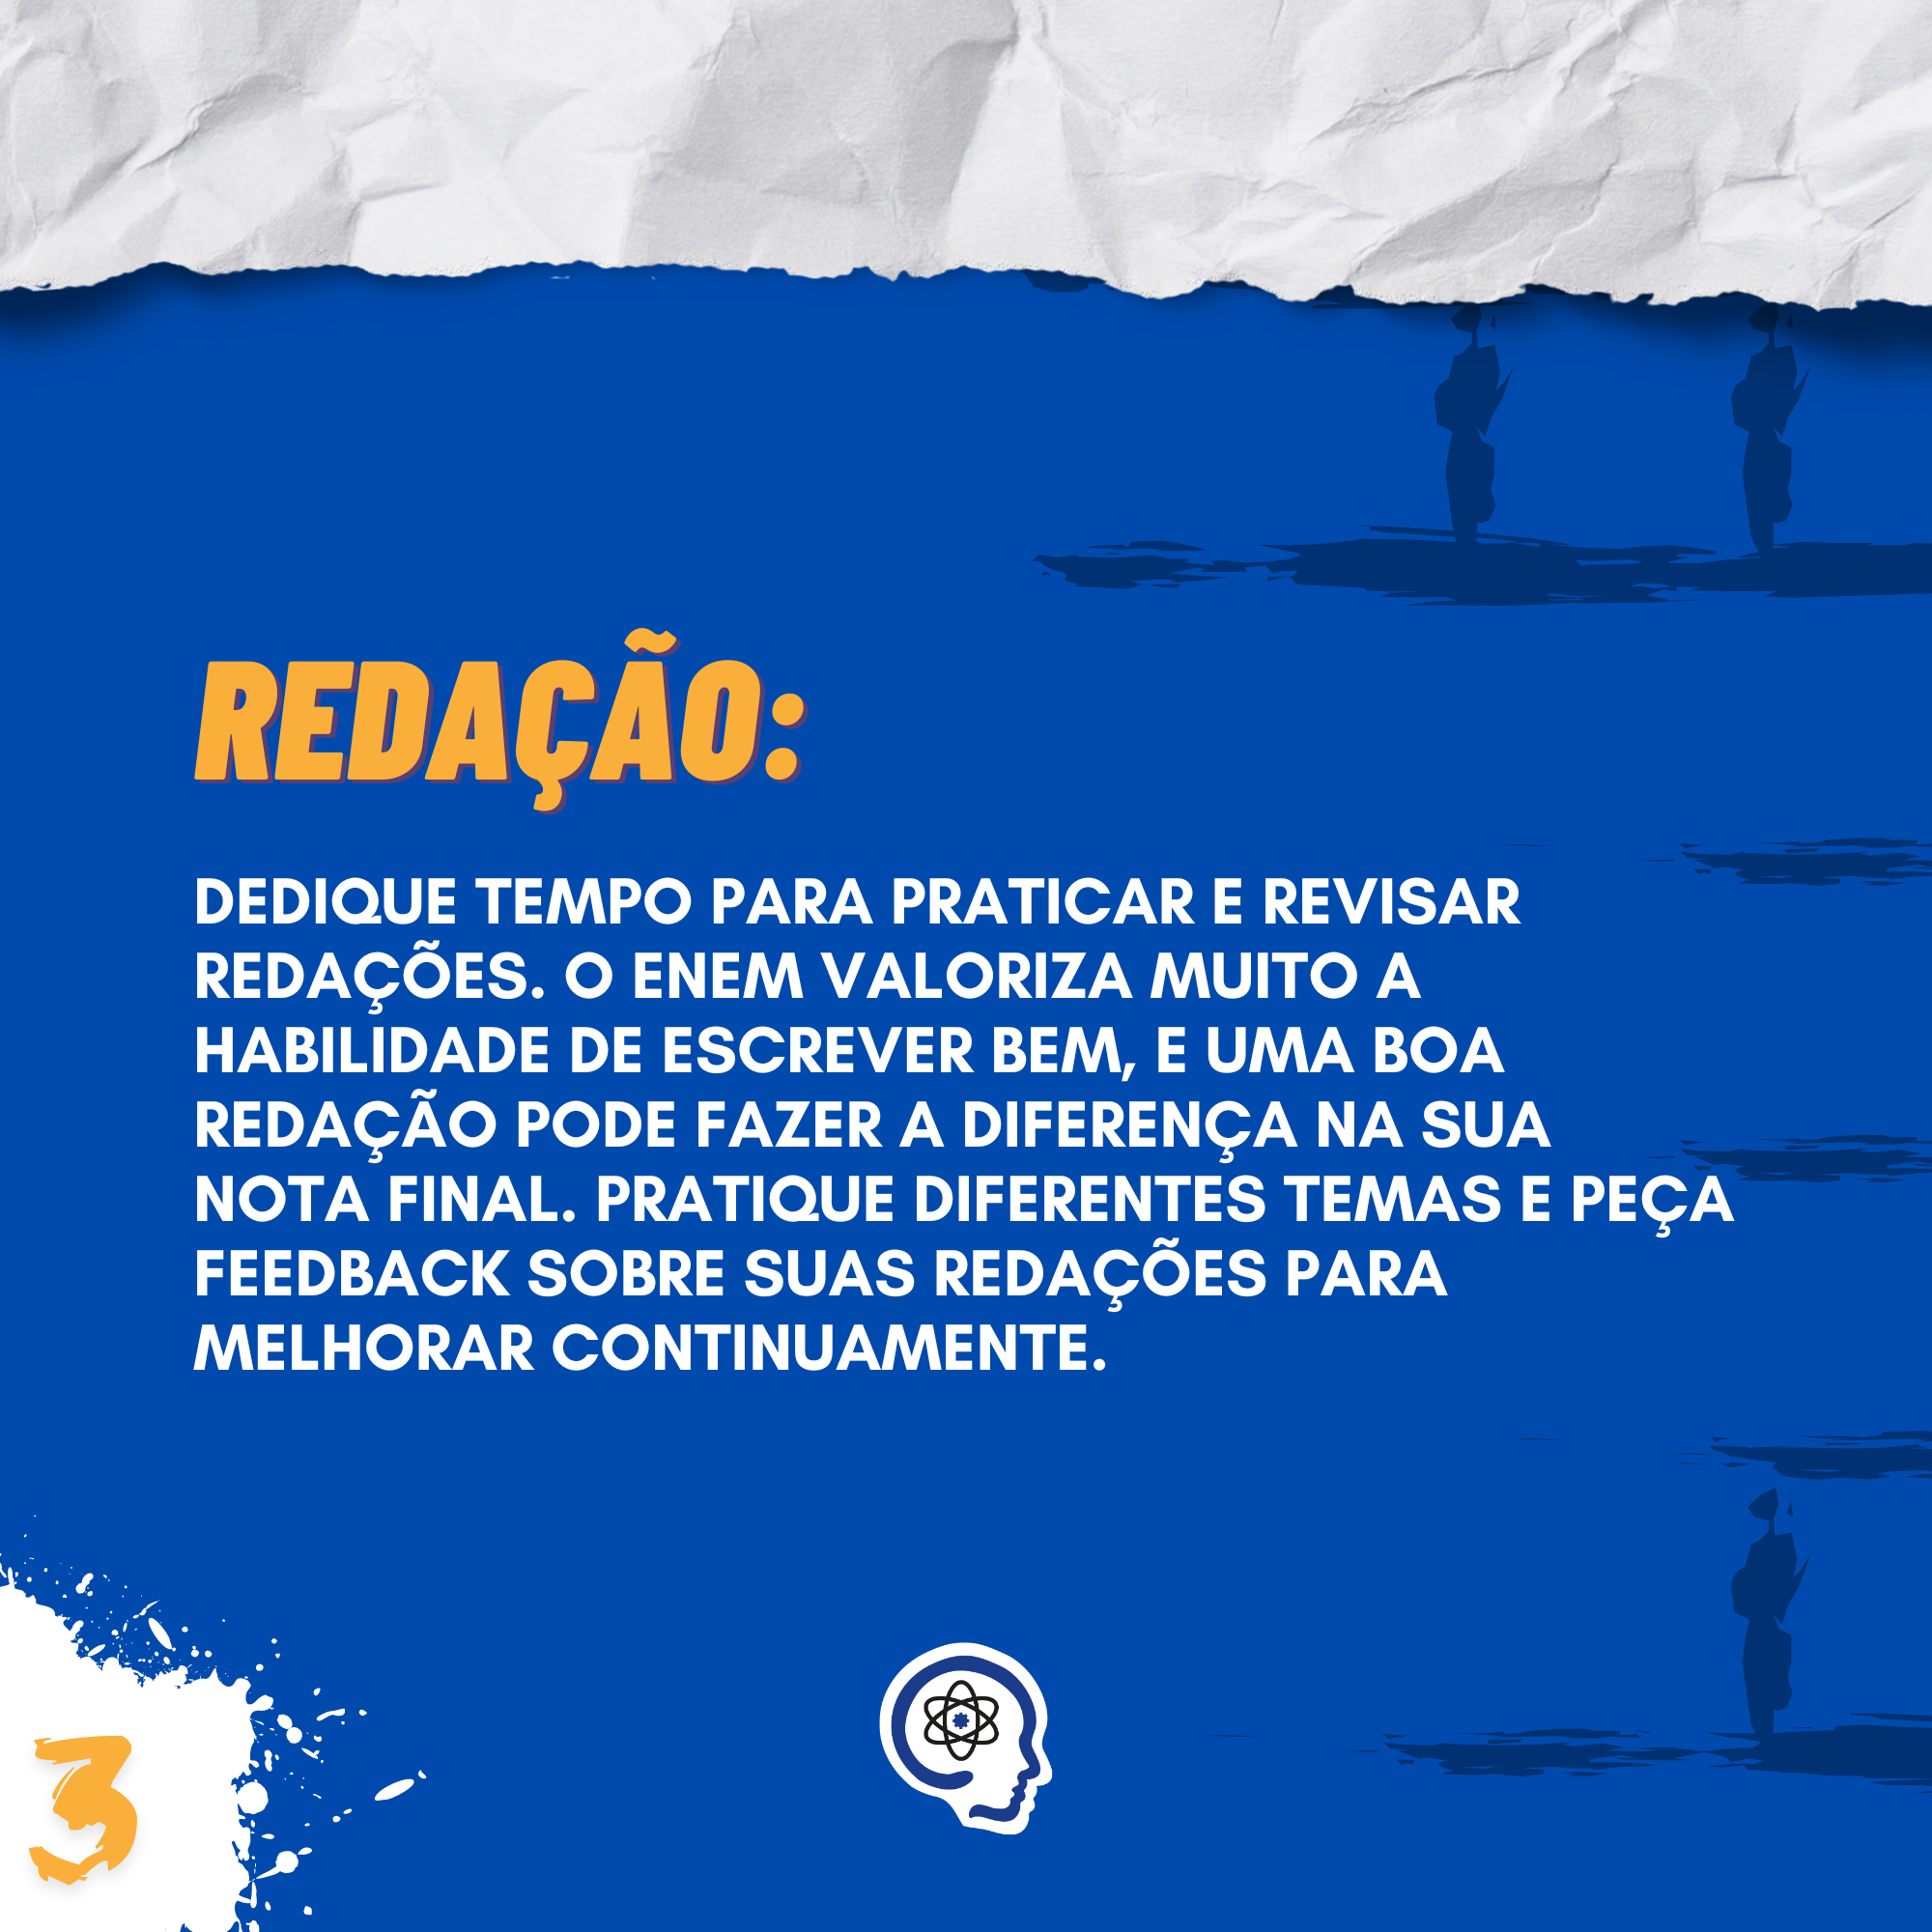 REDAÇÃO:
DEDIQUE TEMPO PARA PRATICAR E REVISAR
REDAÇÕES. O ENEM VALORIZA MUITO A
HABILIDADE DE ESCREVER BEM, E UMA BOA
REDAÇÃO PODE FAZER A DIFERENÇA NA SUA
NOTA FINAL. PRATIQUE DIFERENTES TEMAS E PEÇA
FEEDBACK SOBRE SUAS REDAÇÕES PARA
MELHORAR CONTINUAMENTE.
3